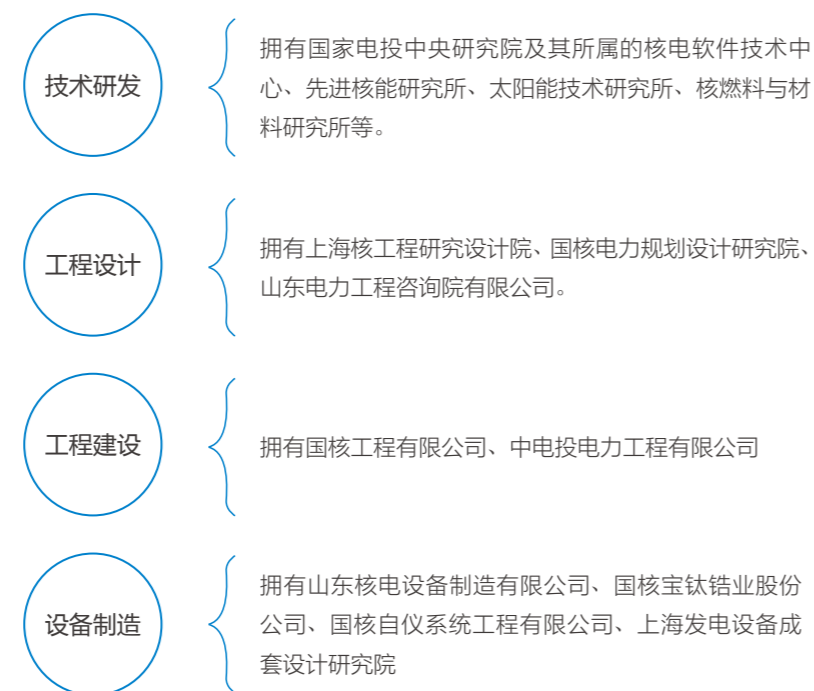 技术研发
拥有国家电投中央研究院及其所属的核电软件技术中
心、先进核能研究所、太阳能技术研究所、核燃料与材
料研究所等。
工程设计
拥有上海核工程研究设计院、国核电力规划设计研究院、
山东电力工程咨询院有限公司。
工程建设
拥有国核工程有限公司、中电投电力工程有限公司
设备制造
拥有山东核电设备制造有限公司、国核宝钛锆业股份
公司、国核自仪系统工程有限公司、上海发电设备成
套设计研究院